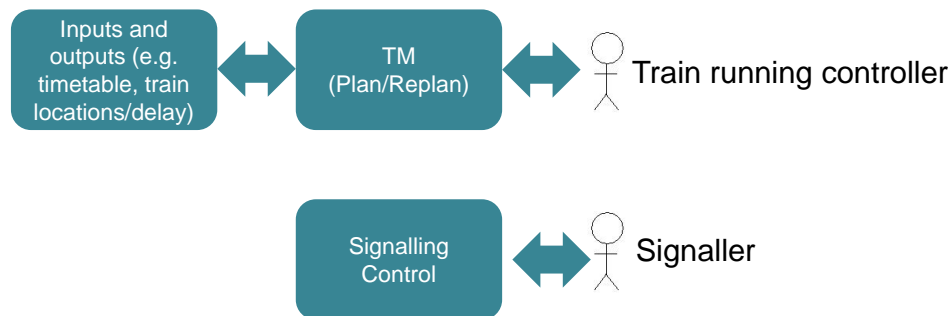 Inputs and
outputs (e.g.
timetable, train
locations/delay)
TM
(Plan/Replan)
Train running controller
Signalling
Control
Signaller